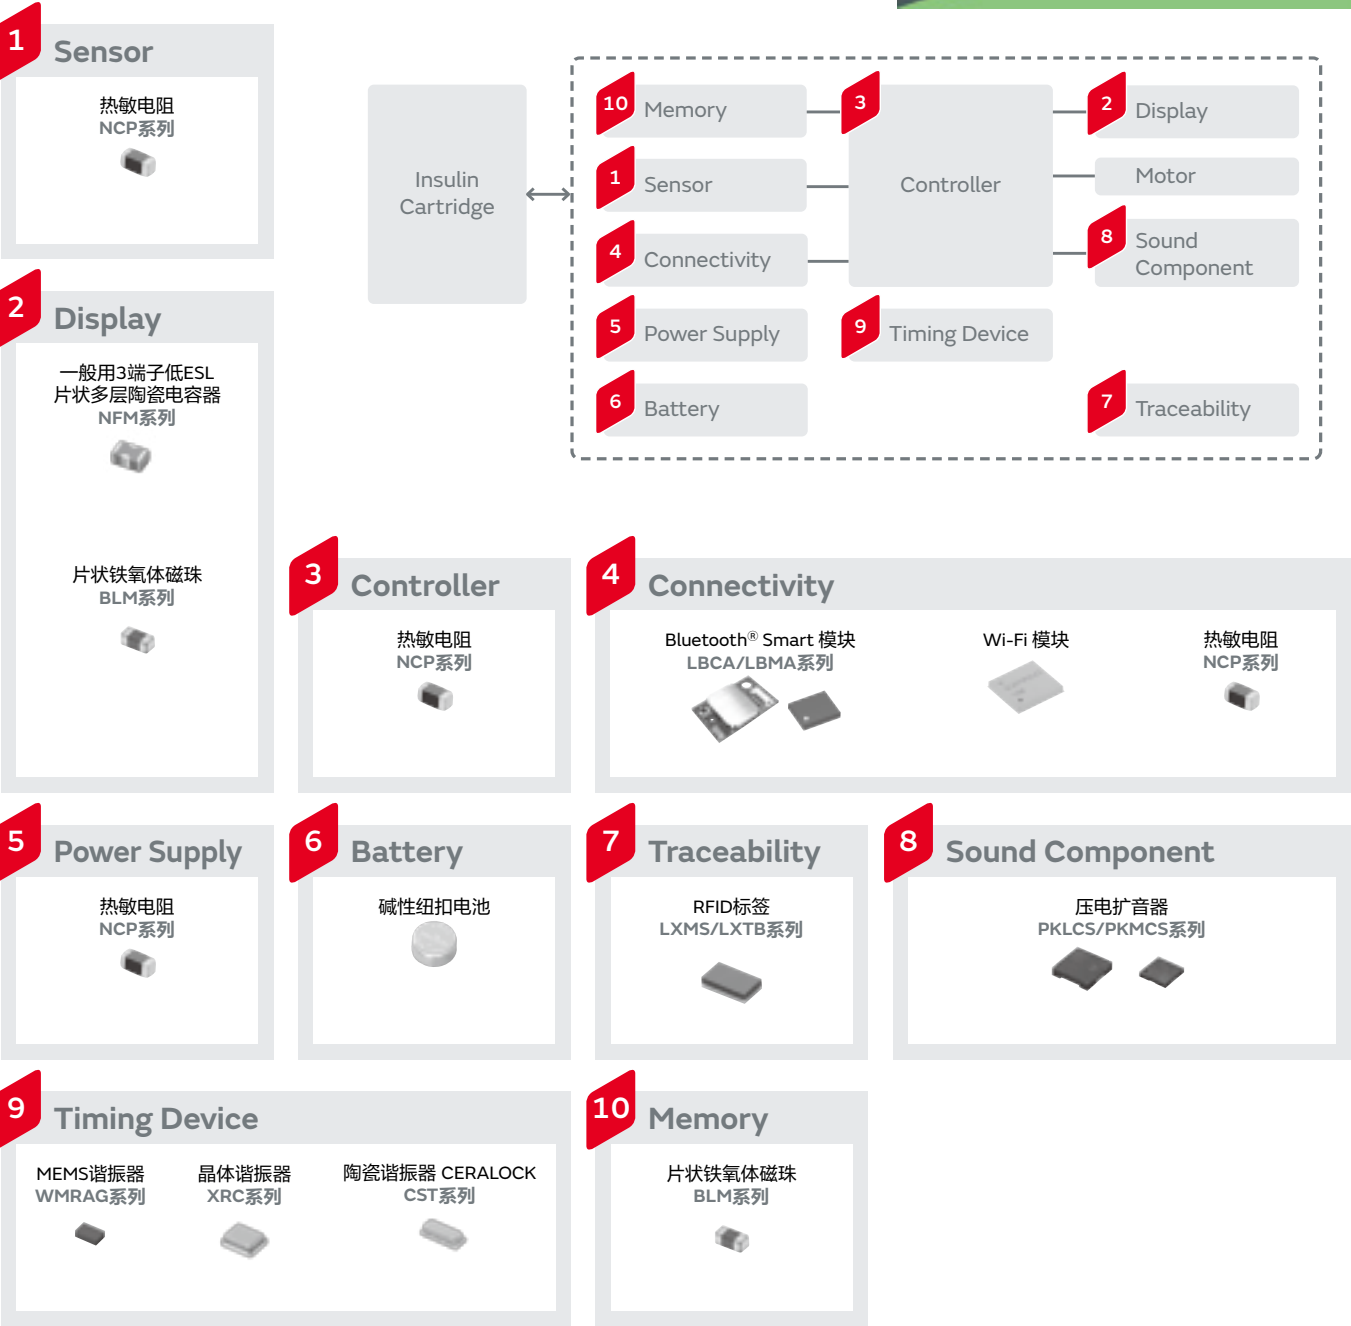 1
Sensor
热敏电阻
NCP系列
Insulin
Cartridge
10
Memory
1
Sensor
4
Connectivity
5
Power Supply
6
Battery
3
Controller
9
Timing Device
2
Display
Motor
8
Sound
Component
7
Traceability
2
Display
一般用3端子低ESL
片状多层陶瓷电容器
NFM系列
片状铁氧体磁珠
BLM系列
3
Controller
热敏电阻
NCP系列
4
Connectivity
Bluetooth® Smart 模块
LBCA/LBMA系列
Wi-Fi 模块
热敏电阻
NCP系列
5
Power Supply
热敏电阻
NCP系列
6
Battery
碱性纽扣电池
7
Traceability
RFID标签
LXMS/LXTB系列
8
Sound Component
压电扩音器
PKLCS/PKMCS系列
9
Timing Device
MEMS谐振器
WMRAG系列
晶体谐振器
XRC系列
陶瓷谐振器 CERALOCK
CST系列
10
Memory
片状铁氧体磁珠
BLM系列